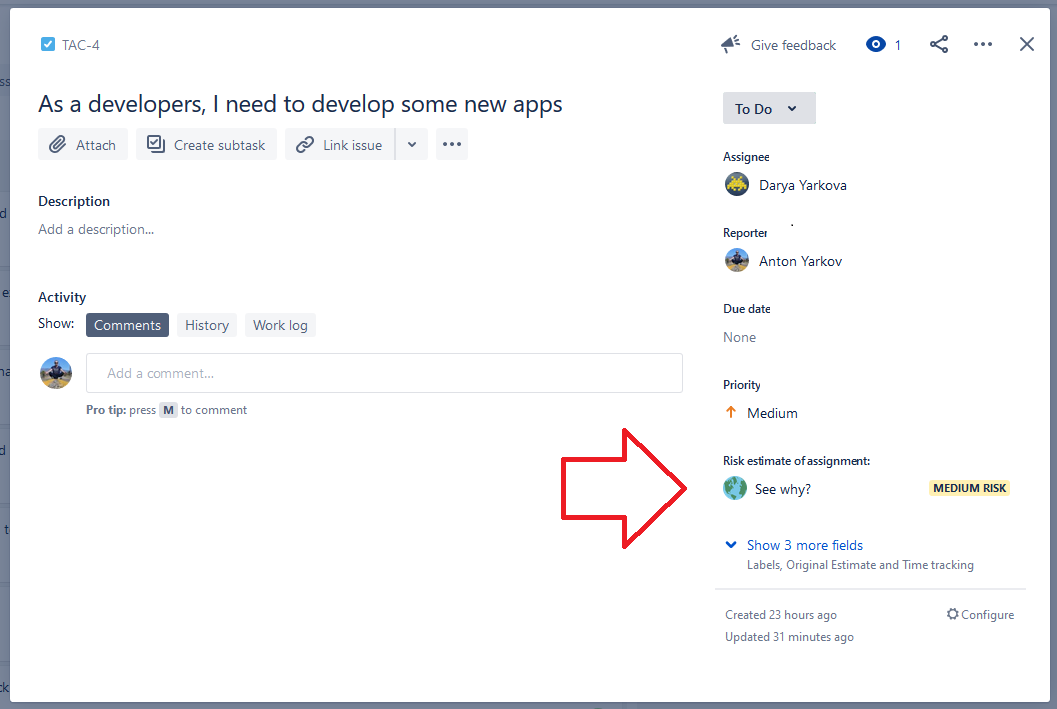 TAC-4
Give feedback
1
As a developers, I need to develop some new apps
Attach
Create subtask
Link issue
To Do
Description
Add a description...
Assignee
Darya Yarkova
Reporter
Anton Yarkov
Due date
None
Activity
Show:
Comments
History
Work log
Add a comment...
Pro tip: press M to comment
Priority
Medium
Risk estimate of assignment:
See why?
MEDIUM RISK
Show 3 more fields
Labels, Original Estimate and Time tracking
Created 23 hours ago
Configure
Updated 31 minutes ago